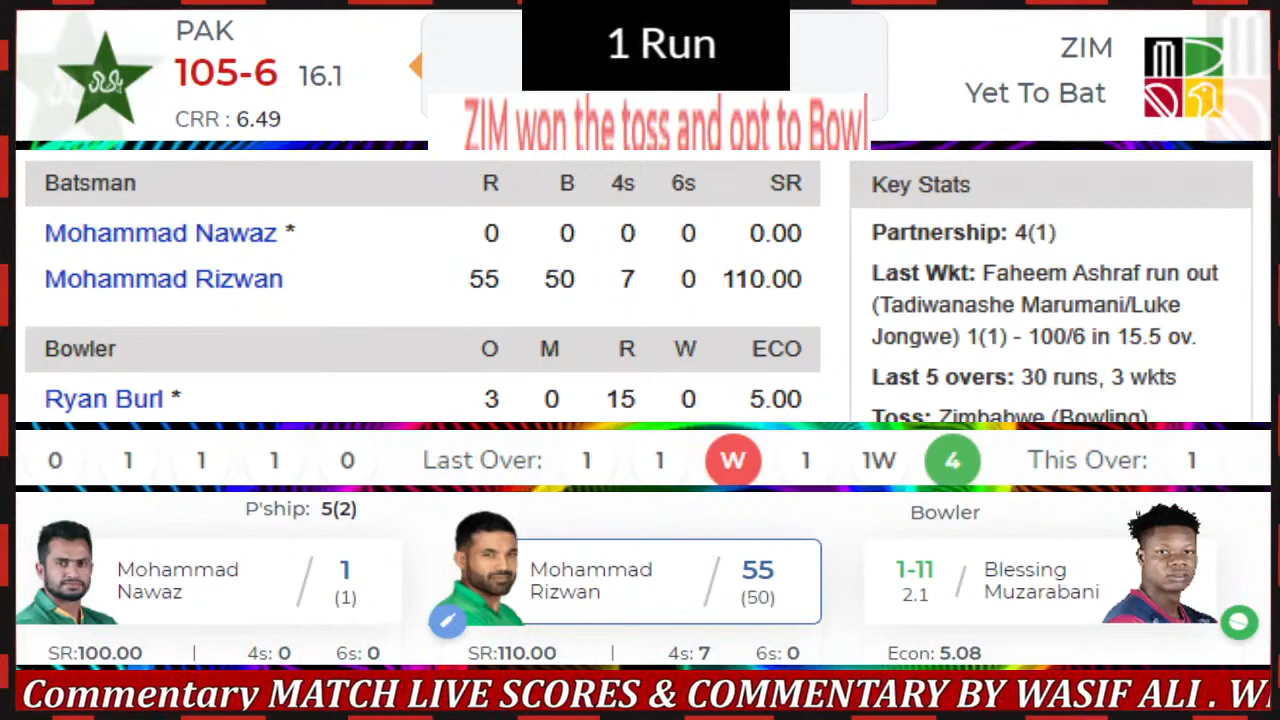 PAK
105-6 16.1
CRR : 6.49
1 Run
ZIM won the toss and opt to Bowl
ZIM
Yet To Bat
Batsman R B 4s 6s SR
Mohammad Nawaz * 0 0 0 0 0.00
Mohammad Rizwan 55 50 7 0 110.00
Bowler O M R W ECO
Ryan Burl * 3 0 15 0 5.00
Key Stats
Partnership: 4(1)
Last Wkt: Faheem Ashraf run out
(Tadiwanashe Marumani/Luke
Jongwe) 1(1) - 100/6 in 15.5 ov.
Last 5 overs: 30 runs, 3 wkts
Toss: Zimbabwe (Bowling)
0 1 1 1 0 Last Over: 1 1 W 1 1W 4 This Over: 1
P'ship: 5(2)
Mohammad
Nawaz
1
(1)
SR:100.00 | 4s: 0 6s: 0
Mohammad
Rizwan
55
(50)
SR:110.00 | 4s: 7 6s: 0
Bowler
1-11
2.1
Blessing
Muzarabani
Econ: 5.08
Commentary MATCH LIVE SCORES & COMMENTARY BY WASIF ALI .